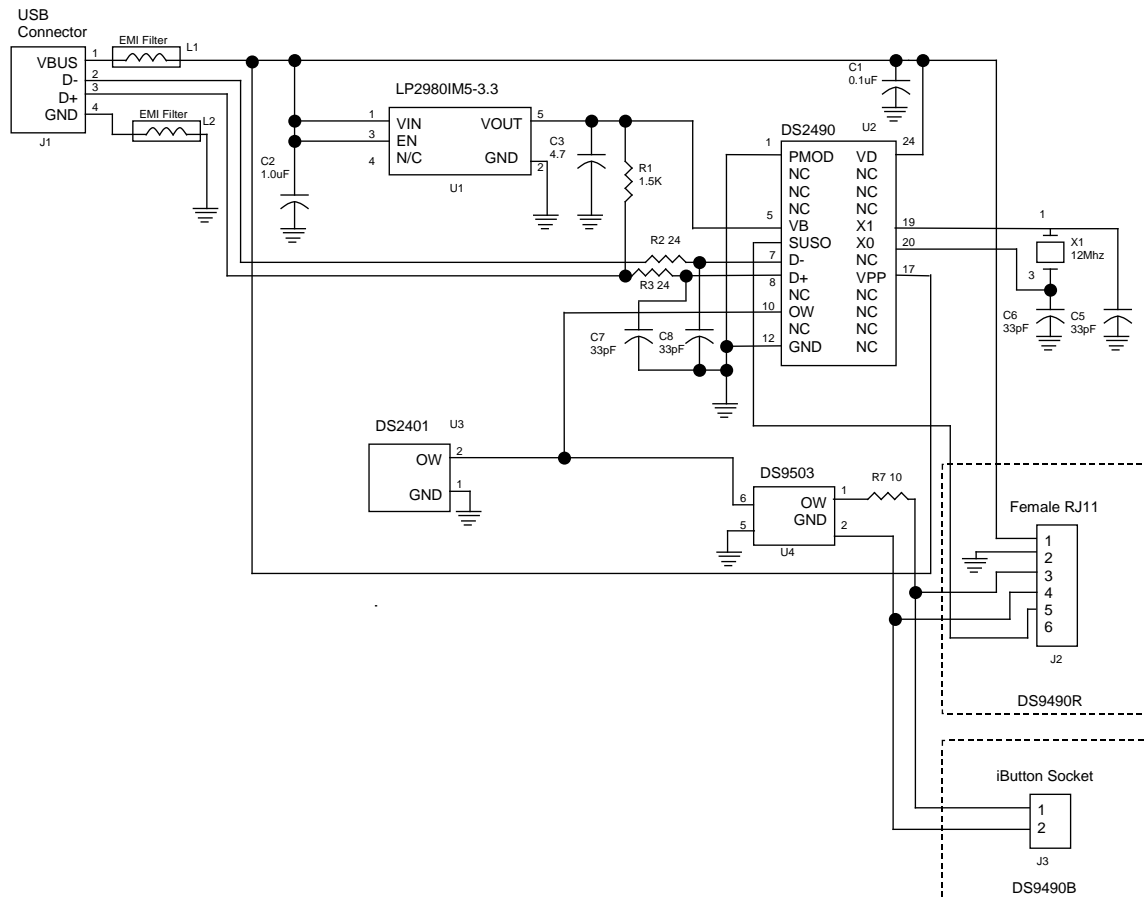 USB
Connector
VBUS
D-
D+
GND
1
2
3
4
J1
EMI Filter
L1
EMI Filter
L2
C2
1.0uF
LP2980IM5-3.3
1
3
4
VIN
EN
N/C
VOUT
GND
5
2
U1
C3
4.7
R1
1.5K
C1
0.1uF
DS2490
U2
1
5
7
8
10
12
PMOD
NC
NC
NC
VB
SUSO
D-
D+
NC
OW
NC
GND
VD
NC
NC
NC
X1
X0
NC
VPP
NC
NC
NC
NC
24
19
20
17
1
X1
12Mhz
3
C6
33pF
C5
33pF
R2 24
R3 24
C7
33pF
C8
33pF
DS2401
U3
OW
GND
2
1
DS9503
6
5
OW
GND
1
2
U4
R7 10
Female RJ11
1
2
3
4
5
6
J2
DS9490R
iButton Socket
1
2
J3
DS9490B